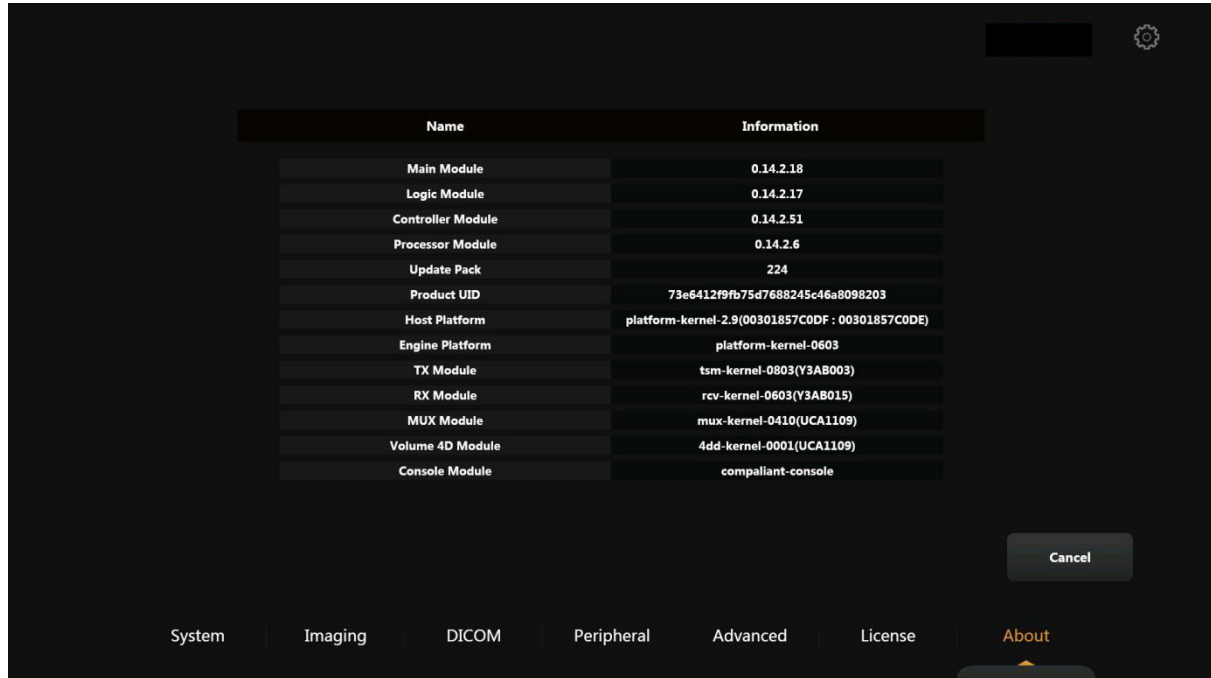 Name Information
Main Module 0.14.2.18
Logic Module 0.14.2.17
Controller Module 0.14.2.51
Processor Module 0.14.2.6
Update Pack 224
Product UID 73e6412f9fb75d7688245c46a8098203
Host Platform platform-kernel-2.9(00301857C0DF : 00301857C0DE)
Engine Platform platform-kernel-0603
TX Module tsm-kernel-0803(Y3AB003)
RX Module rcv-kernel-0603(Y3AB015)
MUX Module mux-kernel-0410(UCA1109)
Volume 4D Module 4dd-kernel-0001(UCA1109)
Console Module compaliant-console
Cancel
System Imaging DICOM Peripheral Advanced License About